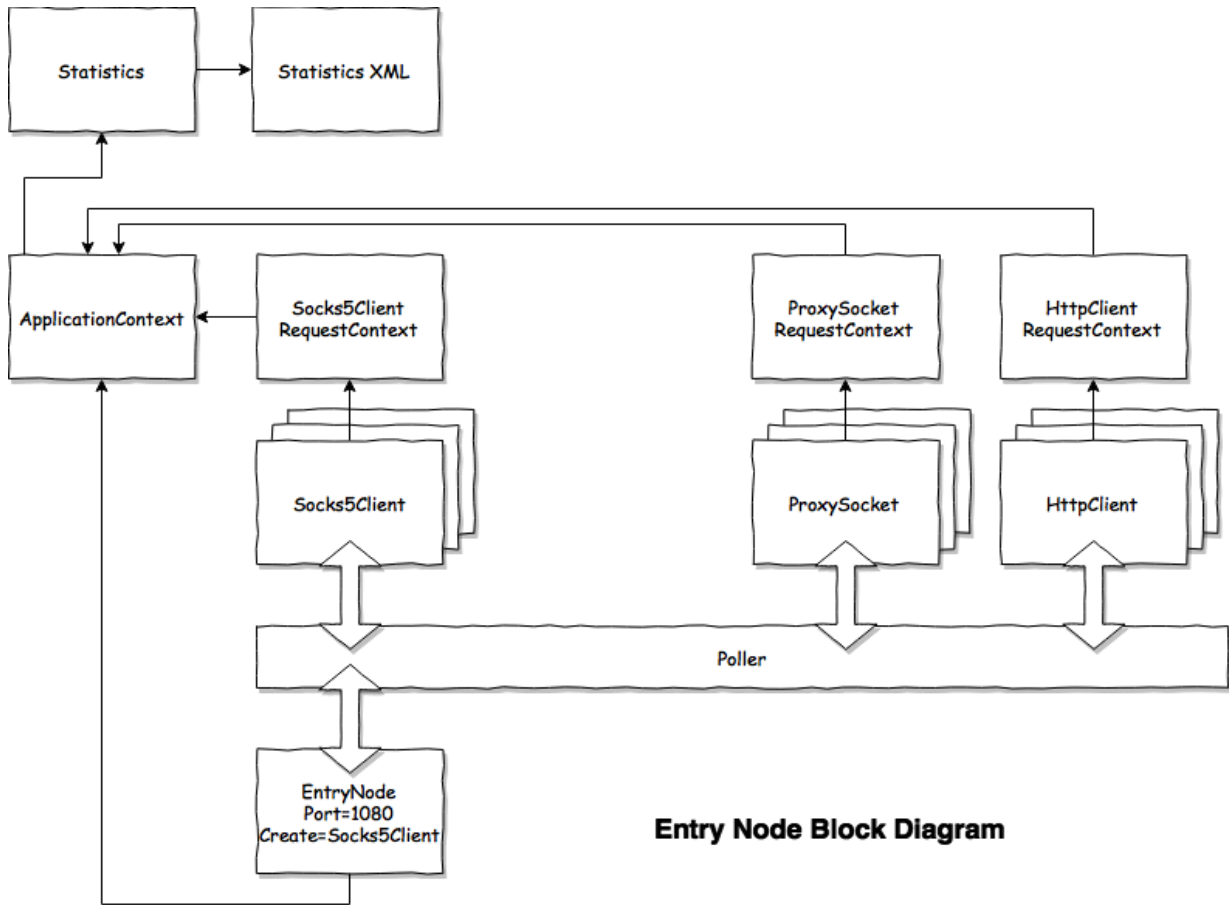 Statistics
Statistics XML
ApplicationContext
Socks5Client
RequestContext
ProxySocket
RequestContext
HttpClient
RequestContext
Socks5Client
ProxySocket
HttpClient
Poller
EntryNode
Port=1080
Create=Socks5Client
Entry Node Block Diagram